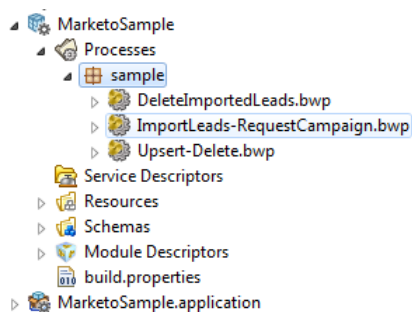 MarketoSample
Processes
sample
DeleteImportedLeads.bwp
ImportLeads-RequestCampaign.bwp
Upsert-Delete.bwp
Service Descriptors
Resources
Schemas
Module Descriptors
010
build.properties
MarketoSample.application